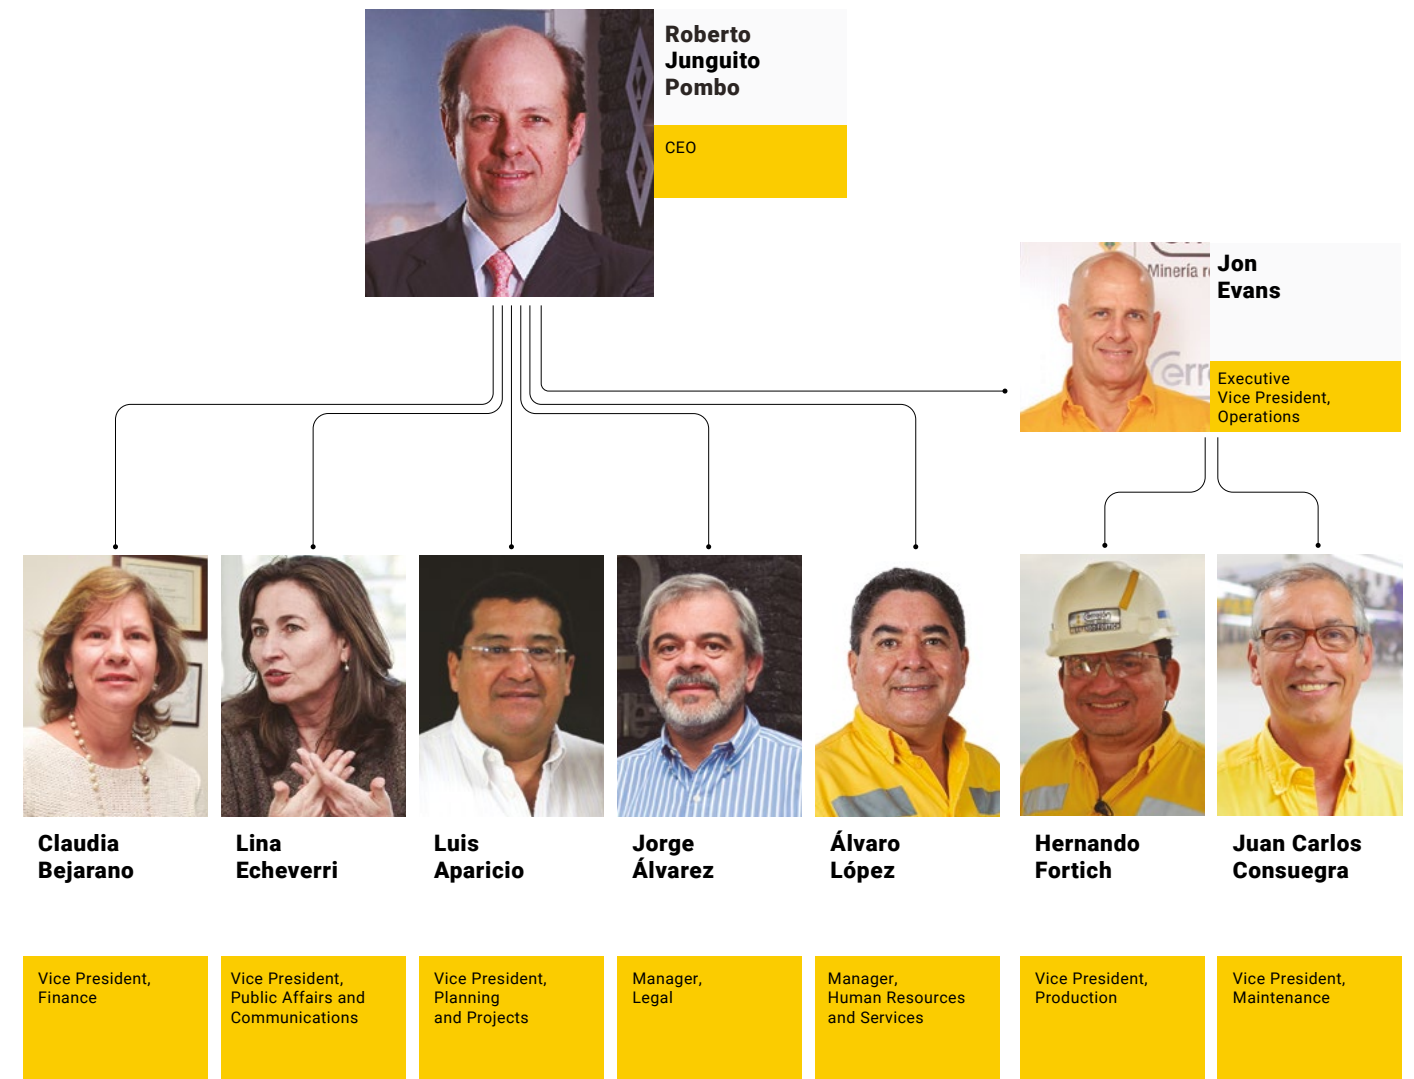 Roberto
Junguito
Pombo
CEO
Minería r
erre
Jon
Evans
Executive
Vice President,
Operations
Cerrejón
Claudia
Bejarano
Lina
Echeverri
Luis
Aparicio
Jorge
Álvarez
Álvaro
López
Hernando
Fortich
Juan Carlos
Consuegra
Vice President,
Finance
Vice President,
Public Affairs and
Communications
Vice President,
Planning
and Projects
Manager,
Legal
Manager,
Human Resources
and Services
Vice President,
Production
Vice President,
Maintenance